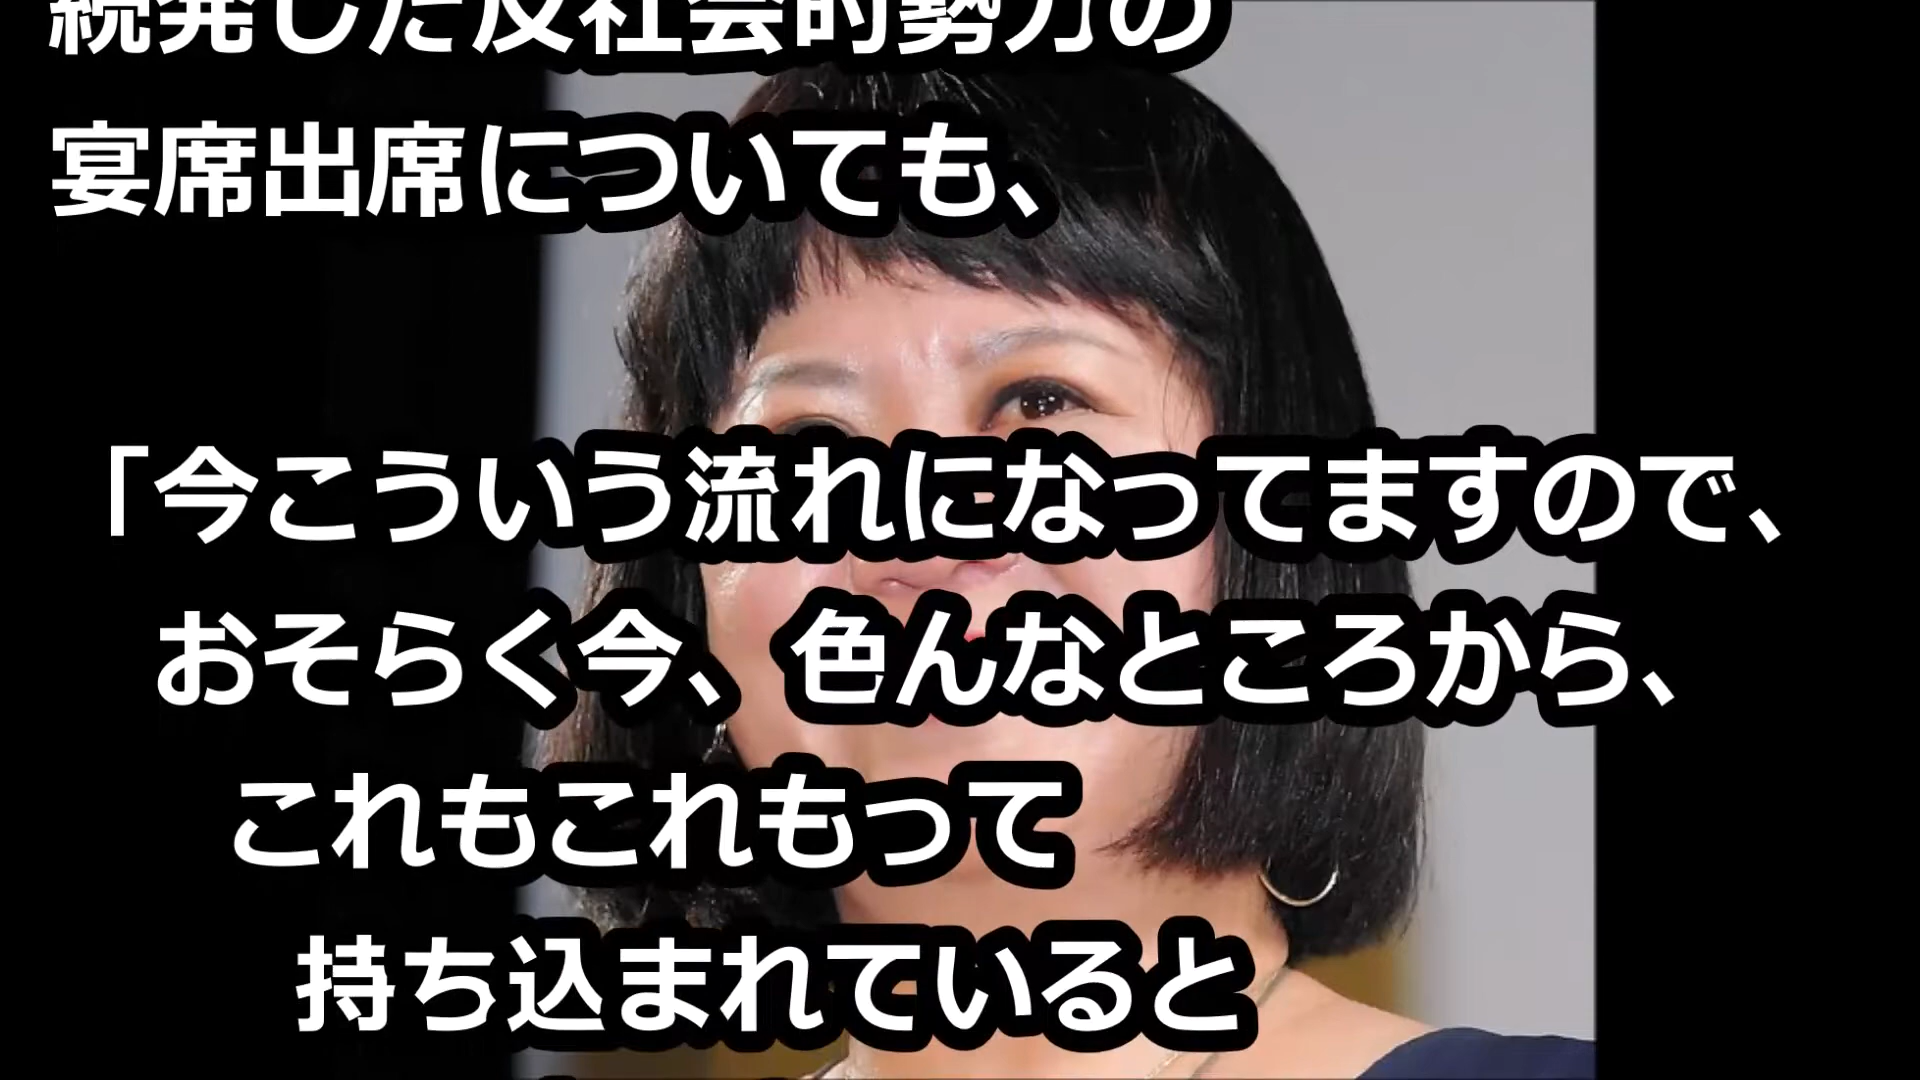 続発した反社会的勢力の
宴席出席についても、
「今こういう流れになってますので、
おそらく今、色んなところから、
これもこれもって
持ち込まれていると